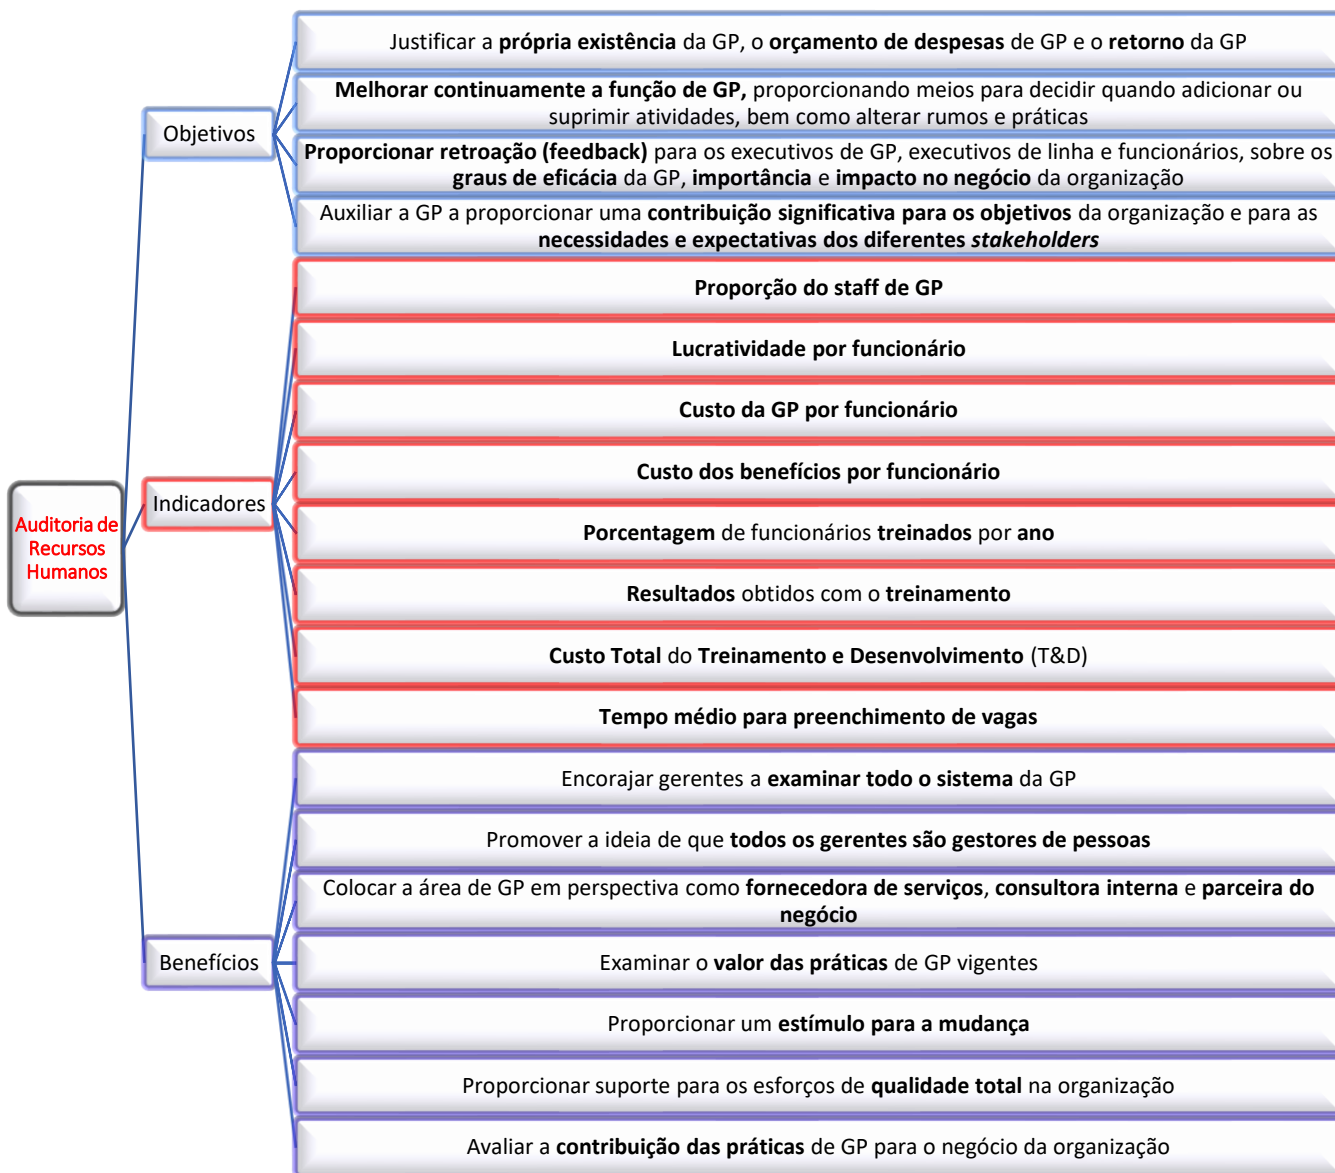 Auditoria de
Recursos
Humanos
Objetivos
Justificar a própria existência da GP, o orçamento de despesas de GP e o retorno da GP
Melhorar continuamente a função de GP, proporcionando meios para decidir quando adicionar ou
suprimir atividades, bem como alterar rumos e práticas
Proporcionar retroação (feedback) para os executivos de GP, executivos de linha e funcionários, sobre os
graus de eficácia da GP, importância e impacto no negócio da organização
Auxiliar a GP a proporcionar uma contribuição significativa para os objetivos da organização e para as
necessidades e expectativas dos diferentes stakeholders
Indicadores
Proporção do staff de GP
Lucratividade por funcionário
Custo da GP por funcionário
Custo dos benefícios por funcionário
Porcentagem de funcionários treinados por ano
Resultados obtidos com o treinamento
Custo Total do Treinamento e Desenvolvimento (T&D)
Tempo médio para preenchimento de vagas
Benefícios
Encorajar gerentes a examinar todo o sistema da GP
Promover a ideia de que todos os gerentes são gestores de pessoas
Colocar a área de GP em perspectiva como fornecedora de serviços, consultora interna e parceira do
negócio
Examinar o valor das práticas de GP vigentes
Proporcionar um estímulo para a mudança
Proporcionar suporte para os esforços de qualidade total na organização
Avaliar a contribuição das práticas de GP para o negócio da organização